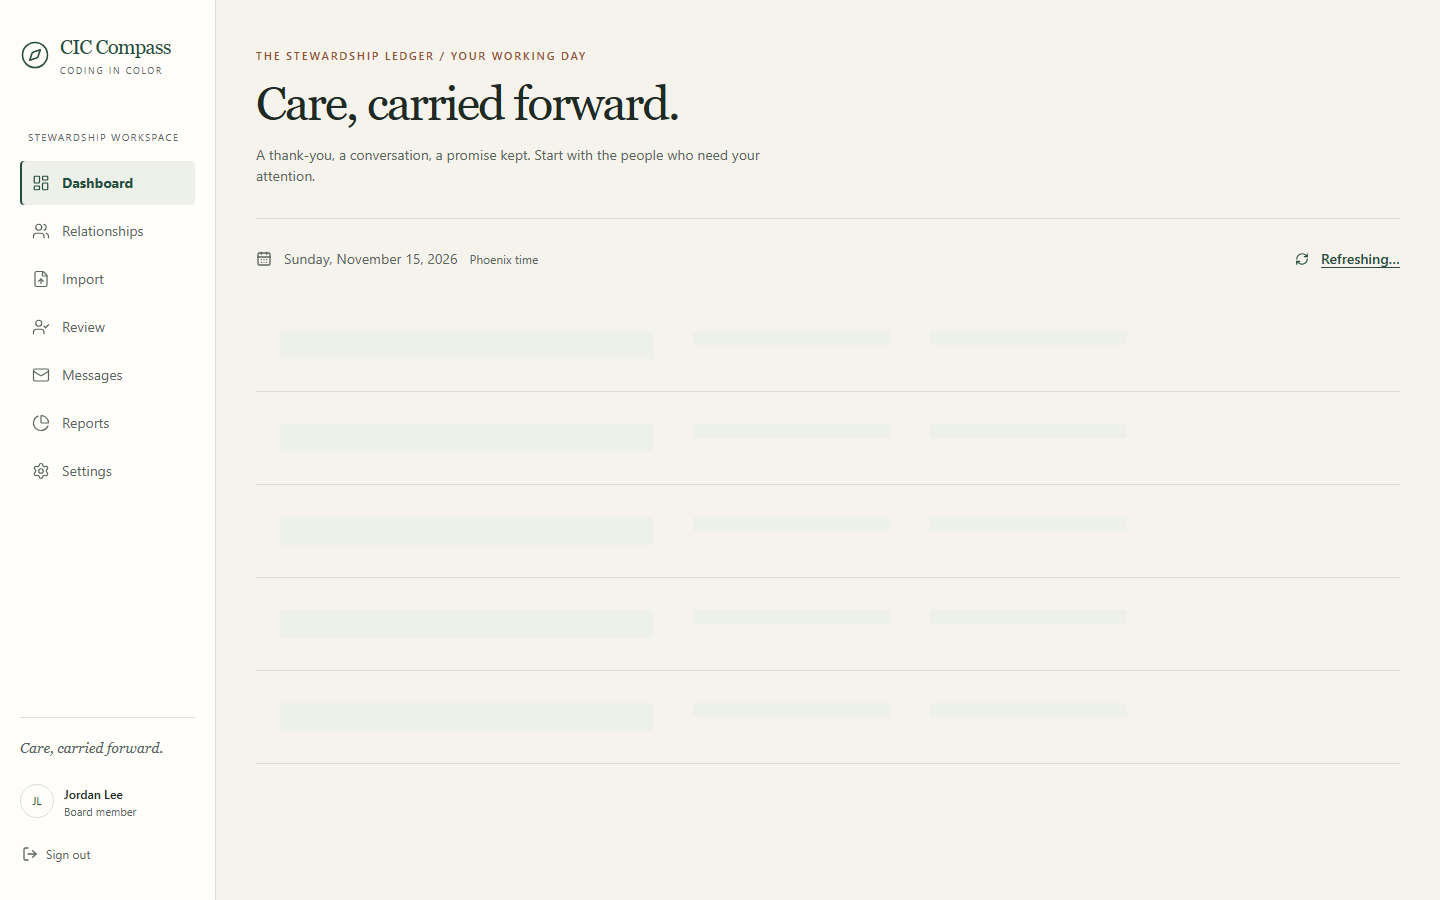 CIC Compass
CODING IN COLOR
STEWARDSHIP WORKSPACE
Dashboard
Relationships
Import
Review
Messages
Reports
Settings
Care, carried forward.
JL
Jordan Lee
Board member
Sign out
THE STEWARDSHIP LEDGER / YOUR WORKING DAY
Care, carried forward.
A thank-you, a conversation, a promise kept. Start with the people who need your
attention.
Sunday, November 15, 2026 Phoenix time
Refreshing...